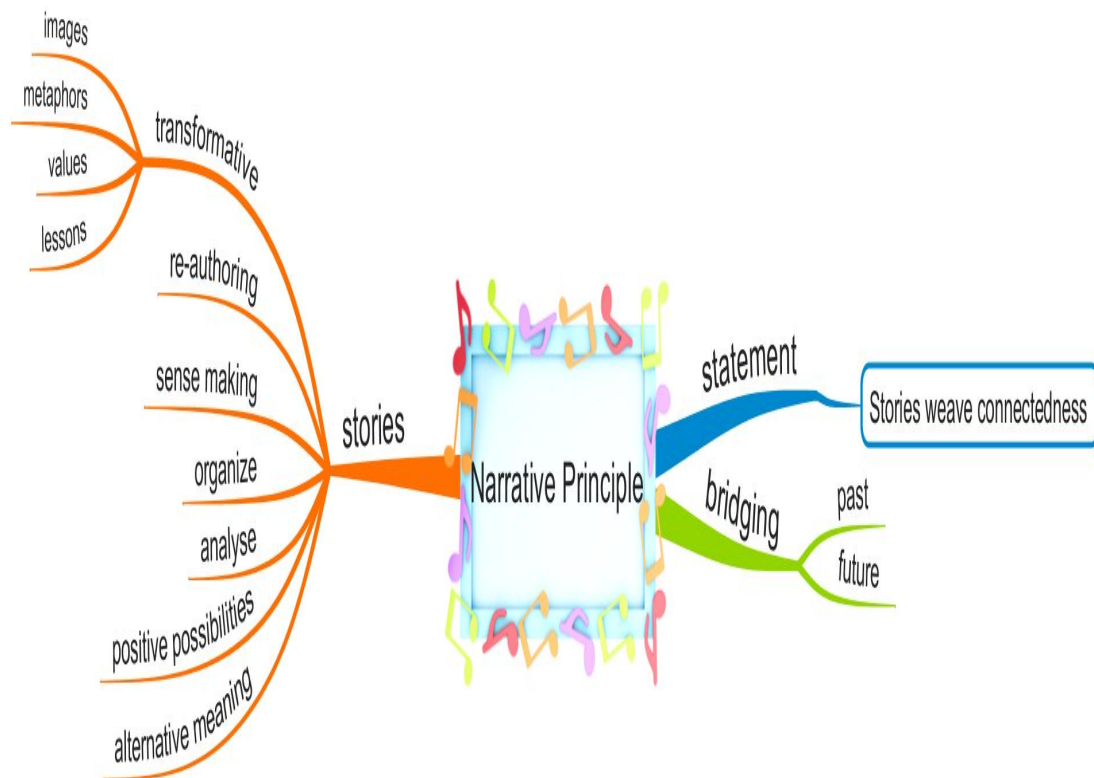 images
metaphors
values
lessons
transformative
re-authoring
sense making
organize
analyse
positive possibilities
alternative meaning
stories
Narrative Principle
statement
Stories weave connectedness
bridging
past
future